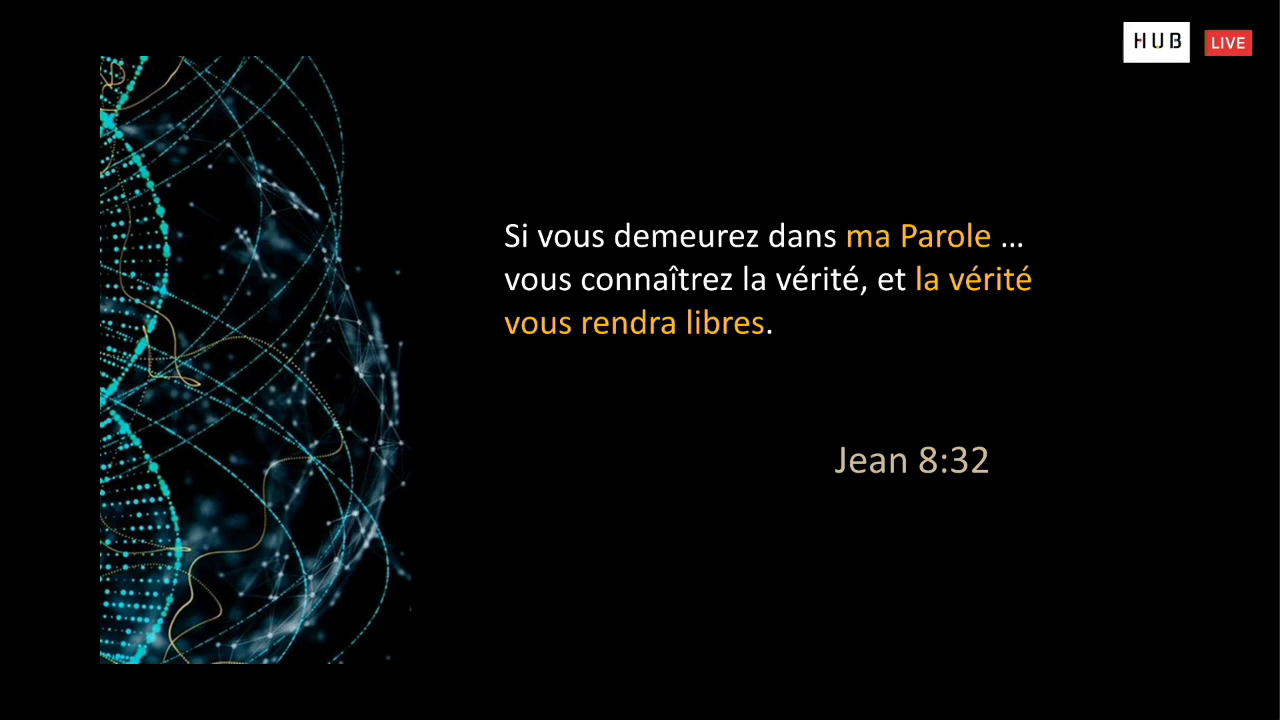 HUB LIVE
Si vous demeurez dans ma Parole ...
vous connaîtrez la vérité, et la vérité
vous rendra libres.
Jean 8:32